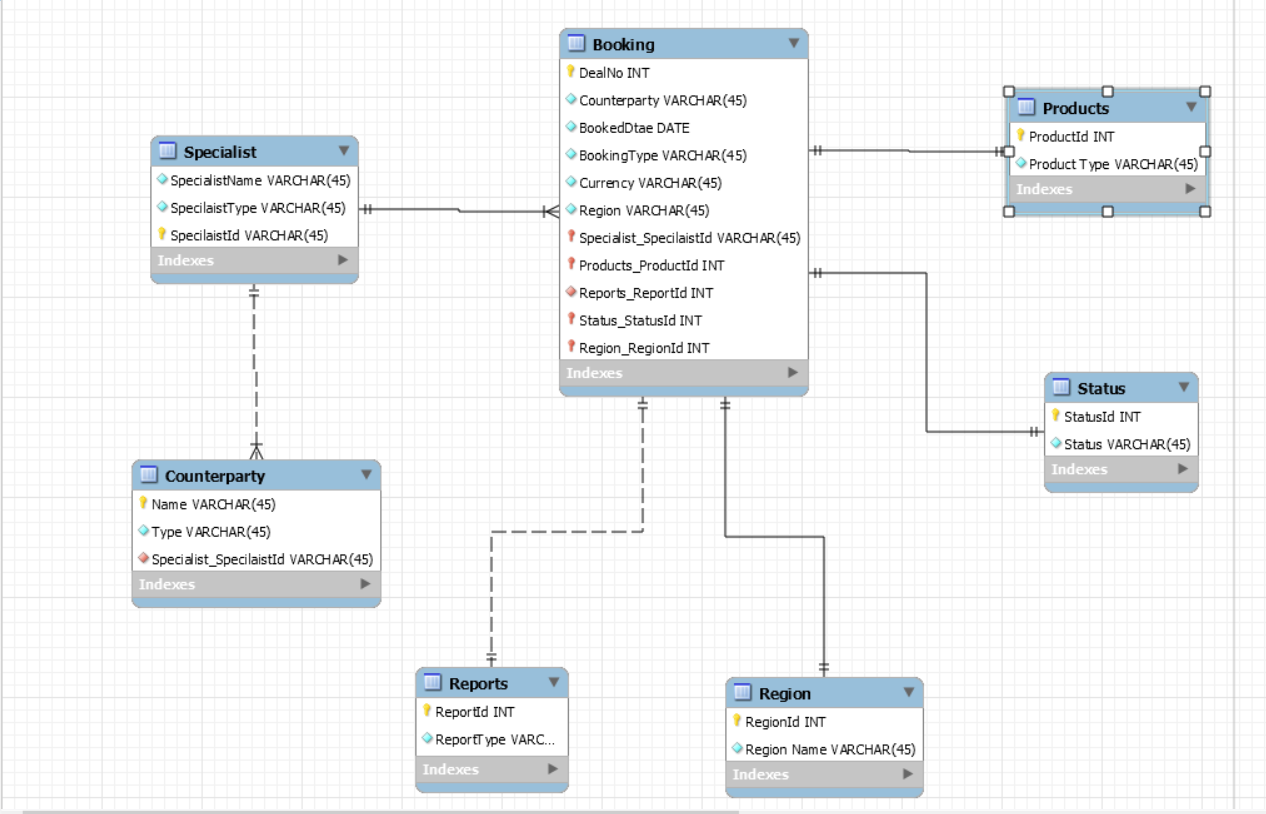 Booking
DealNo INT
Counterparty VARCHAR(45)
BookedDtae DATE
BookingType VARCHAR(45)
Currency VARCHAR(45)
Region VARCHAR(45)
Specialist_SpecilaistId VARCHAR(45)
Products_ProductId INT
Reports_ReportId INT
Status_StatusId INT
Region_RegionId INT
Indexes
Products
ProductId INT
Product Type VARCHAR(45)
Indexes
Specialist
SpecialistName VARCHAR(45)
SpecilaistType VARCHAR(45)
SpecilaistId VARCHAR(45)
Indexes
Status
StatusId INT
Status VARCHAR(45)
Indexes
Counterparty
Name VARCHAR(45)
Type VARCHAR(45)
Specialist_SpecilaistId VARCHAR(45)
Indexes
Reports
ReportId INT
ReportType VARC...
Indexes
Region
RegionId INT
Region Name VARCHAR(45)
Indexes